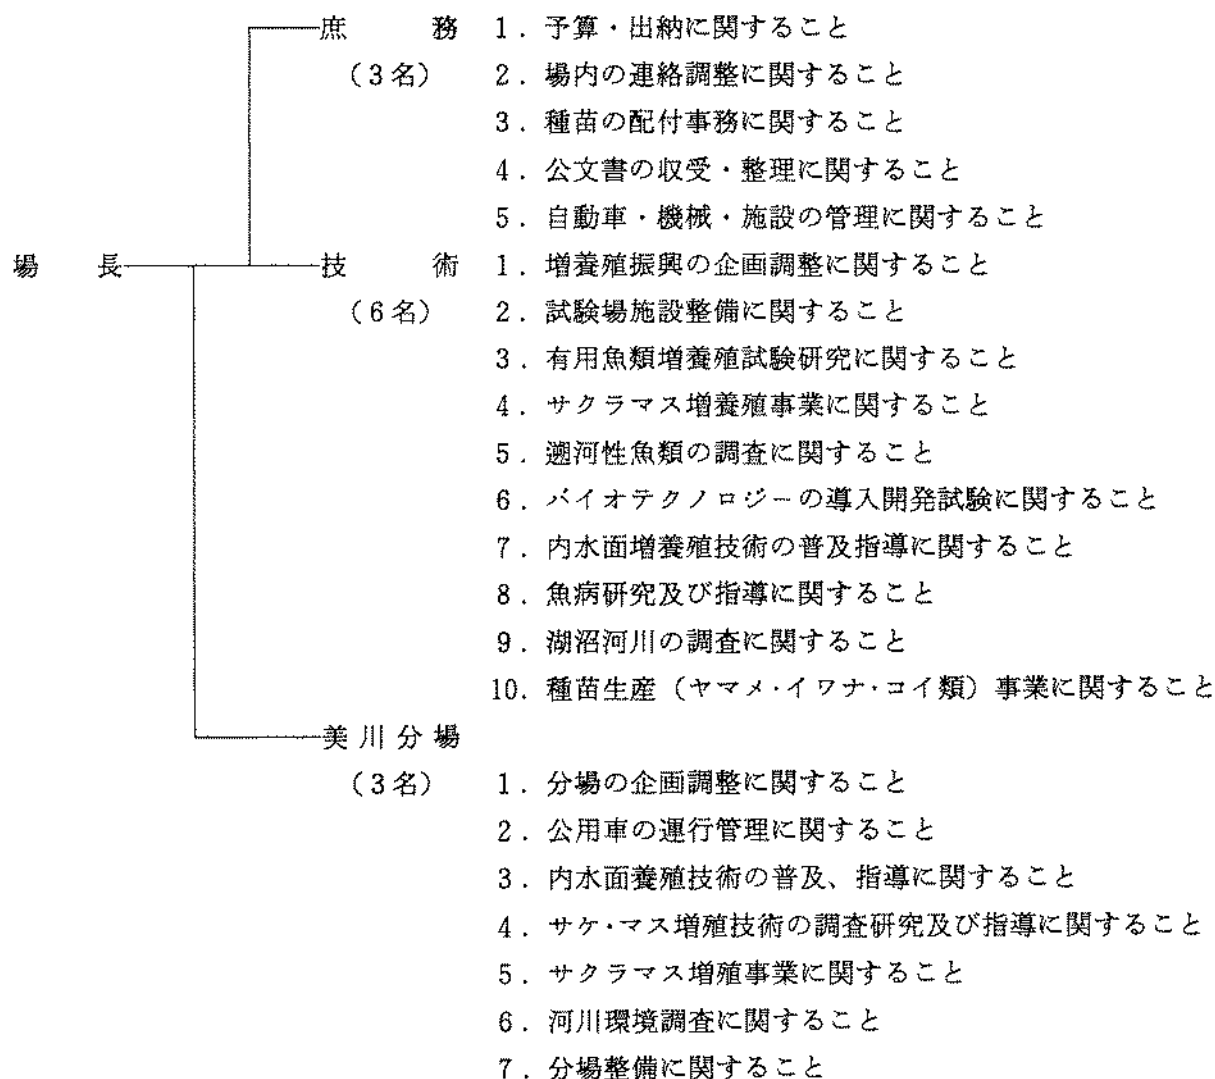 庶務 1．予算・出納に関すること
（3名） 2．場内の連絡調整に関すること
3．種苗の配付事務に関すること
4．公文書の収受・整理に関すること
5．自動車・機械・施設の管理に関すること
場長 技術 1．増養殖振興の企画調整に関すること
（6名） 2．試験場施設整備に関すること
3．有用魚類増養殖試験研究に関すること
4．サクラマス増養殖事業に関すること
5．遡河性魚類の調査に関すること
6．バイオテクノロジーの導入開発試験に関すること
7．内水面増養殖技術の普及指導に関すること
8．魚病研究及び指導に関すること
9．湖沼河川の調査に関すること
10．種苗生産（ヤマメ・イワナ・コイ類）事業に関すること
美川分場
（3名） 1．分場の企画調整に関すること
2．公用車の運行管理に関すること
3．内水面養殖技術の普及、指導に関すること
4．サケ・マス増殖技術の調査研究及び指導に関すること
5．サクラマス増殖事業に関すること
6．河川環境調査に関すること
7．分場整備に関すること